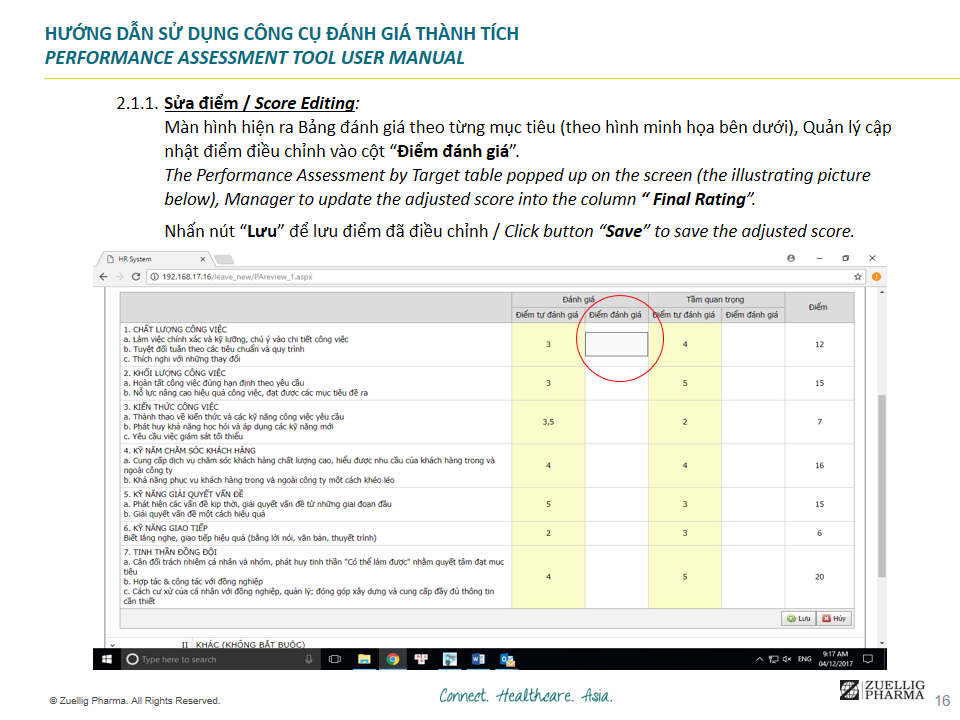 HƯỚNG DẪN SỬ DỤNG CÔNG CỤ ĐÁNH GIÁ THÀNH TÍCH
PERFORMANCE ASSESSMENT TOOL USER MANUAL
2.1.1. Sửa điểm / Score Editing:
Màn hình hiện ra Bảng đánh giá theo từng mục tiêu (theo hình minh họa bên dưới), Quản lý cập
nhật điểm điều chỉnh vào cột “Điểm đánh giá”.
The Performance Assessment by Target table popped up on the screen (the illustrating picture
below), Manager to update the adjusted score into the column “ Final Rating”.
Nhấn nút “Lưu” để lưu điểm đã điều chỉnh / Click button “Save” to save the adjusted score.
HR System
192.168.17.16/leave_new/PAreview_1.aspx
Đánh giá Tầm quan trọng Điểm
Điểm tự đánh giá Điểm đánh giá Điểm tự đánh giá Điểm đánh giá
1. CHẤT LƯỢNG CÔNG VIỆC
a. Làm việc chính xác và kỹ lưỡng, chú ý vào chi tiết công việc
b. Tuyệt đối tuân theo các tiêu chuẩn và quy trình
c. Thích nghi với những thay đổi
3 4 12
2. KHỐI LƯỢNG CÔNG VIỆC
a. Hoàn tất công việc đúng hạn định theo yêu cầu
b. Nỗ lực nâng cao hiệu quả công việc, đạt được các mục tiêu đề ra
3 5 15
3. KIẾN THỨC CÔNG VIỆC
a. Thành thạo về kiến thức và các kỹ năng công việc yêu cầu
b. Phát huy khả năng học hỏi và áp dụng các kỹ năng mới
c. Yêu cầu việc giám sát tối thiểu
3,5 2 7
4. KỸ NĂM CHĂM SÓC KHÁCH HÀNG
a. Cung cấp dịch vụ chăm sóc khách hàng chất lượng cao, hiểu được nhu cầu của khách hàng trong và
ngoài công ty
b. Khả năng phục vụ khách hàng trong và ngoài công ty một cách khéo léo
4 4 16
5. KỸ NĂNG GIẢI QUYẾT VẤN ĐỀ
a. Phát hiện các vấn đề kịp thời, giải quyết vấn đề từ những giai đoạn đầu
b. Giải quyết vấn đề một cách hiệu quả
5 3 15
6. KỸ NĂNG GIAO TIẾP
Biết lắng nghe, giao tiếp hiệu quả (bằng lời nói, văn bản, thuyết trình)
2 3 6
7. TINH THẦN ĐỒNG ĐỘI
a. Cân đối trách nhiệm cá nhân và nhóm, phát huy tinh thần "Có thể làm được" nhằm quyết tâm đạt mục
tiêu
b. Hợp tác & cộng tác với đồng nghiệp
c. Cách cư xử của cá nhân với đồng nghiệp, quản lý; đóng góp xây dựng và cung cấp đầy đủ thông tin
cần thiết
4 5 20
Lưu Hủy
II KHÁC (KHÔNG BẮT BUỘC)
Type here to search
ENG
9:17 AM
04/12/2017
© Zuellig Pharma. All Rights Reserved.
Connect. Healthcare. Asia.
ZUELLIG
PHARMA
16